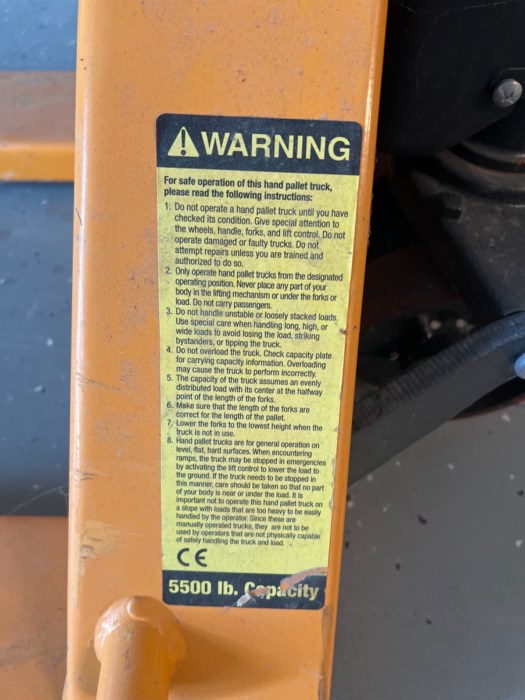 WARNING
For safe operation of this hand pallet truck,
please read the following instructions:
1. Do not operate a hand pallet truck until you have
checked its condition. Give special attention to
the wheels, handle, forks, and lift control. Do not
operate damaged or faulty trucks. Do not
attempt repairs unless you are trained and
authorized to do so.
2. Only operate hand pallet trucks from the designated
operating position. Never place any part of your
body in the lifting mechanism or under the forks or
load. Do not carry passengers.
3. Do not handle unstable or loosely stacked loads.
Use special care when handling long, high, or
wide loads to avoid losing the load, striking
bystanders, or tipping the truck.
4. Do not overload the truck. Check capacity plate
for carrying capacity information. Overloading
may cause the truck to perform incorrectly.
5. The capacity of the truck assumes an evenly
distributed load with its center at the halfway
point of the length of the forks.
6. Make sure that the length of the forks are
correct for the length of the pallet.
7. Lower the forks to the lowest height when the
truck is not in use.
8. Hand pallet trucks are for general operation on
level, flat, hard surfaces. When encountering
ramps, the truck may be stopped in emergencies
by activating the lift control to lower the load to
the ground. If the truck needs to be stopped in
this manner, care should be taken so that no part
of your body is near or under the load. It is
important not to operate this hand pallet truck on
a slope with loads that are too heavy to be easily
handled by the operator. Since these are
manually operated trucks, they are not to be
used by operators that are not physically capable
of safely handling the truck and load.
CE
5500 lb. Capacity